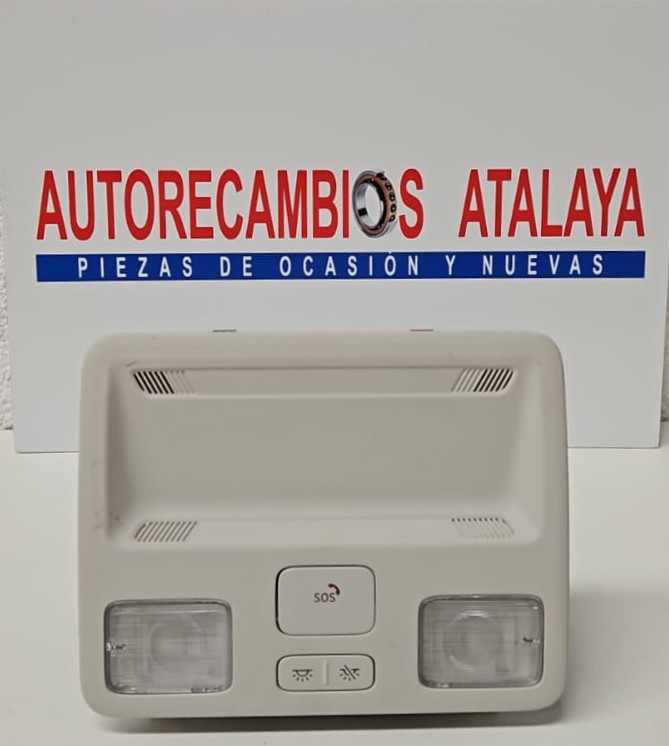 AUTORECAMBIOS ATALAYA
PIEZAS DE OCASIÓN Y NUEVAS
SOS